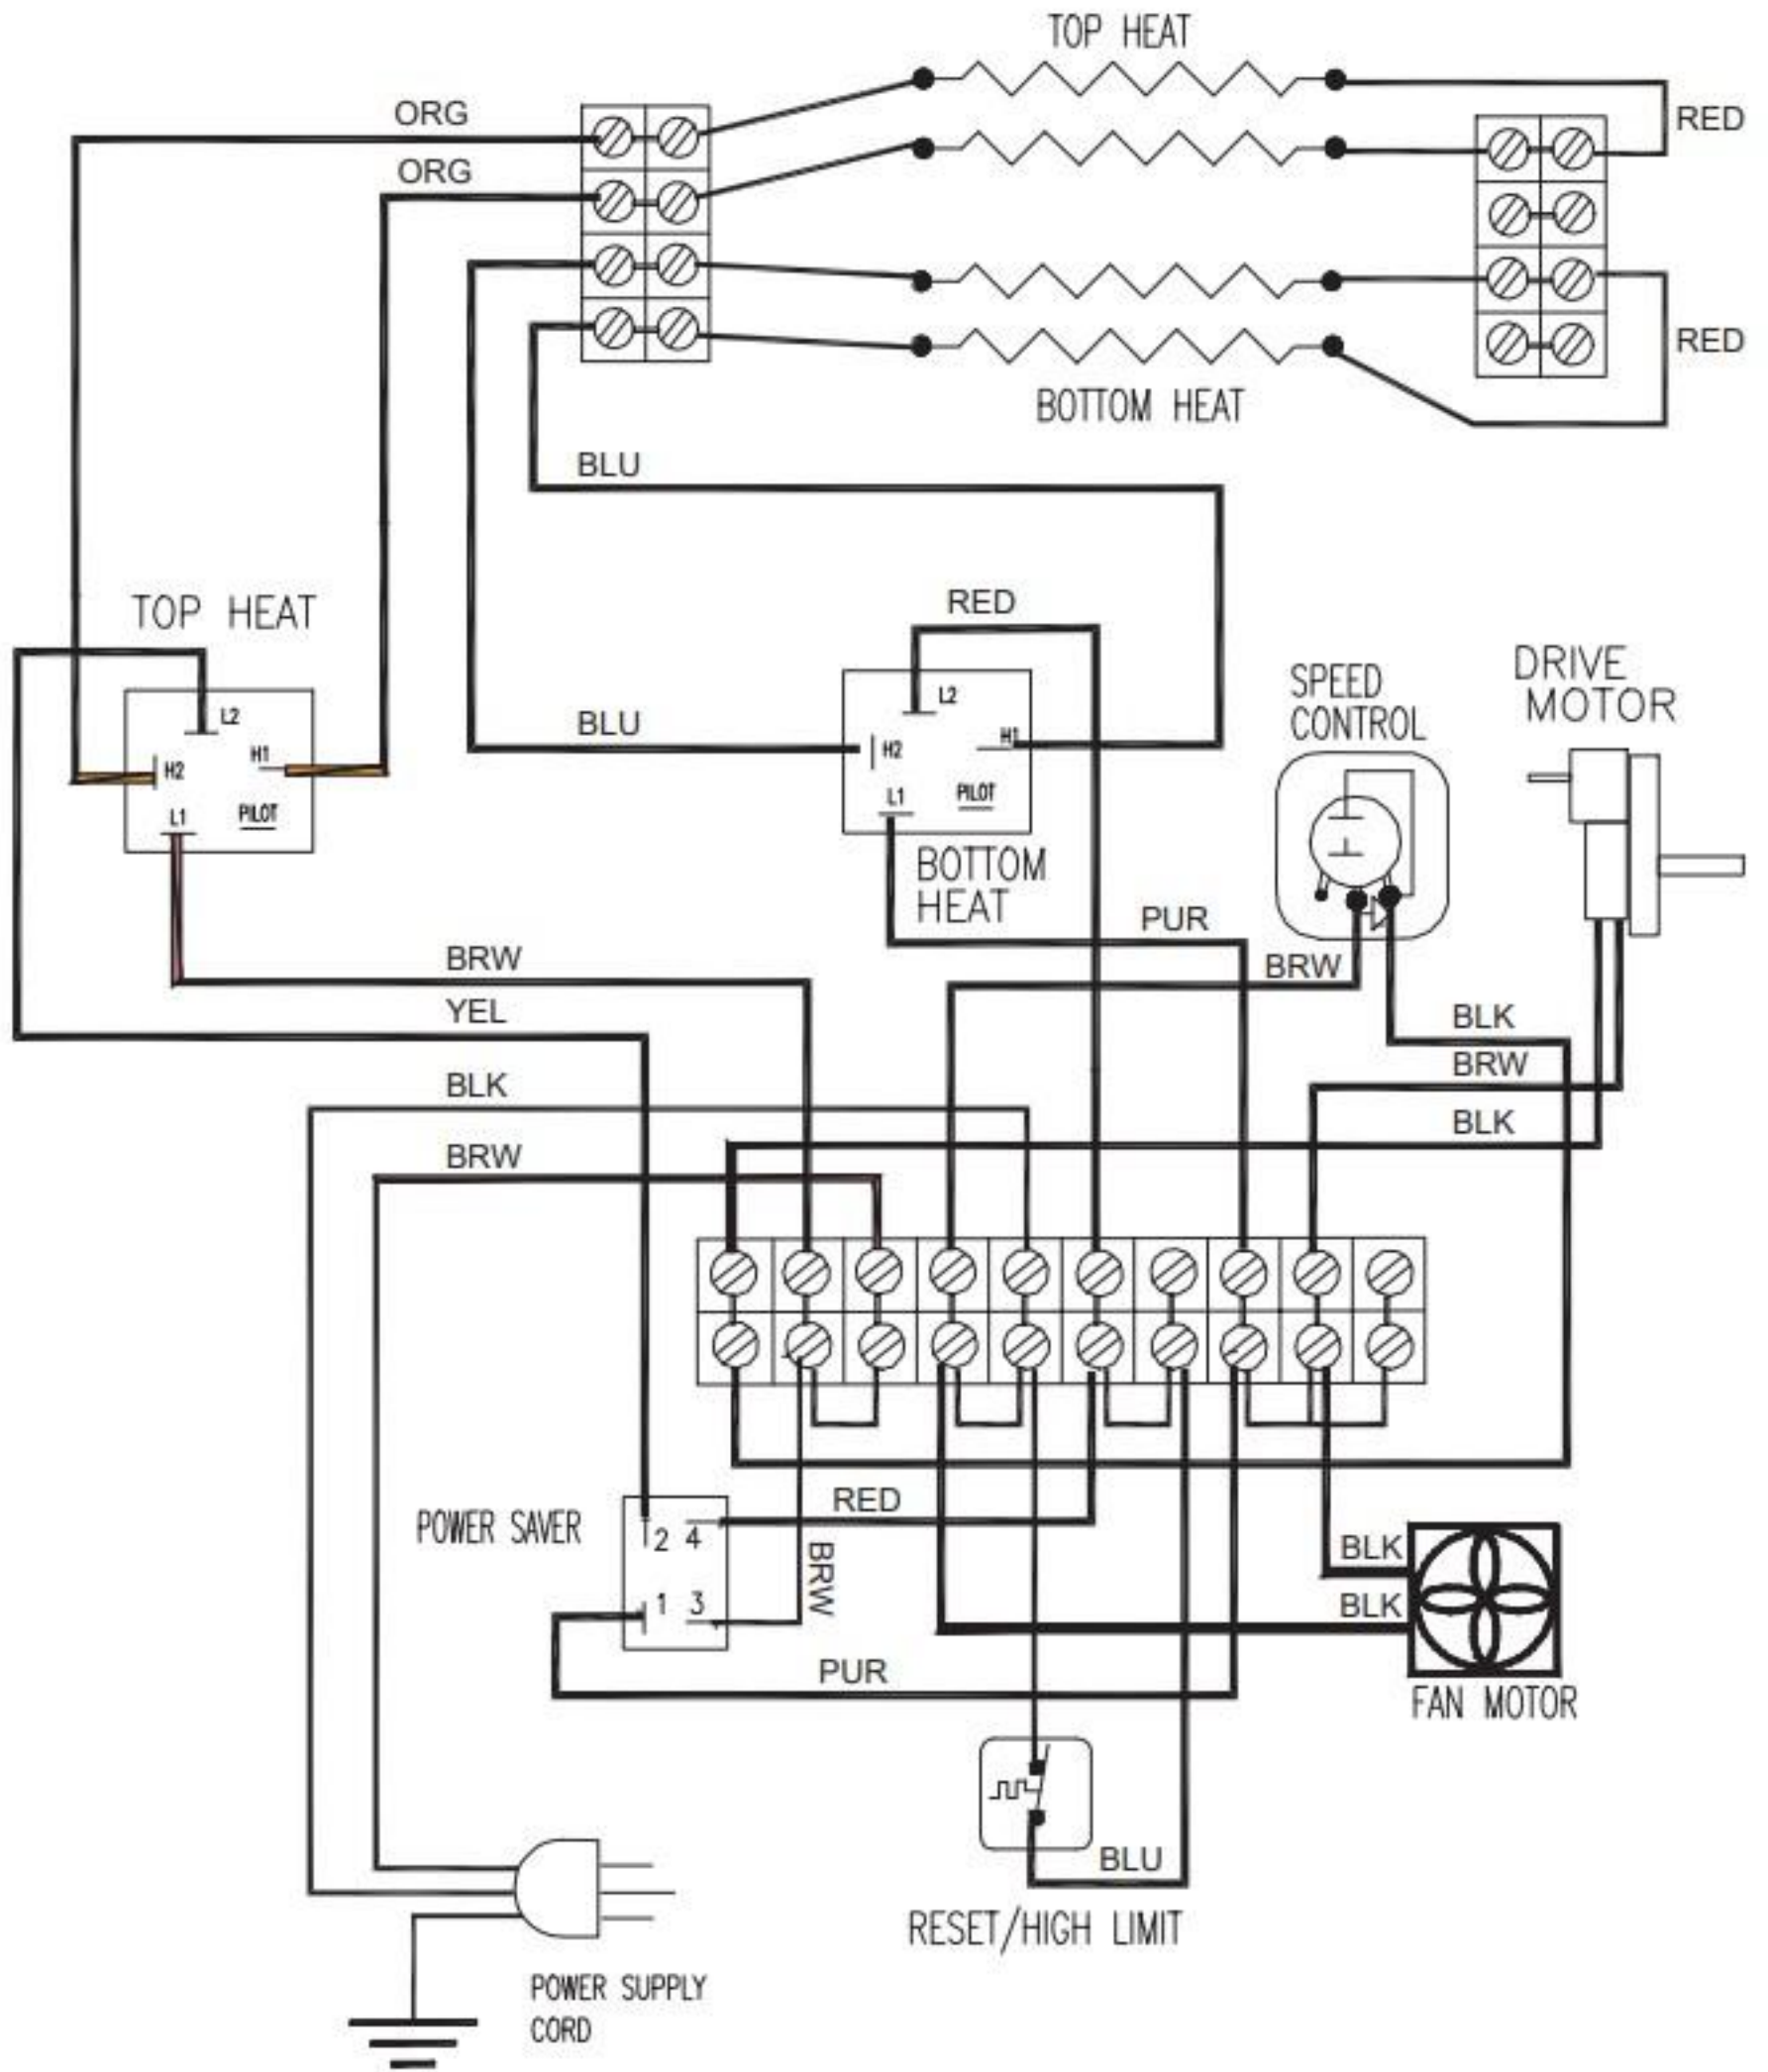 TOP HEAT
ORG
RED
ORG
RED
BOTTOM HEAT
BLU
TOP HEAT
RED
SPEED
CONTROL
DRIVE
MOTOR
L2
H1
H2
L1
PILOT
BLU
L2
H1
H2
L1
PILOT
BOTTOM
HEAT
PUR
BRW
BRW
YEL
BLK
BRW
BLK
BLK
BRW
POWER SAVER
2 4
1 3
RED
BRW
BLK
BLK
PUR
FAN MOTOR
BLU
RESET/HIGH LIMIT
POWER SUPPLY
CORD